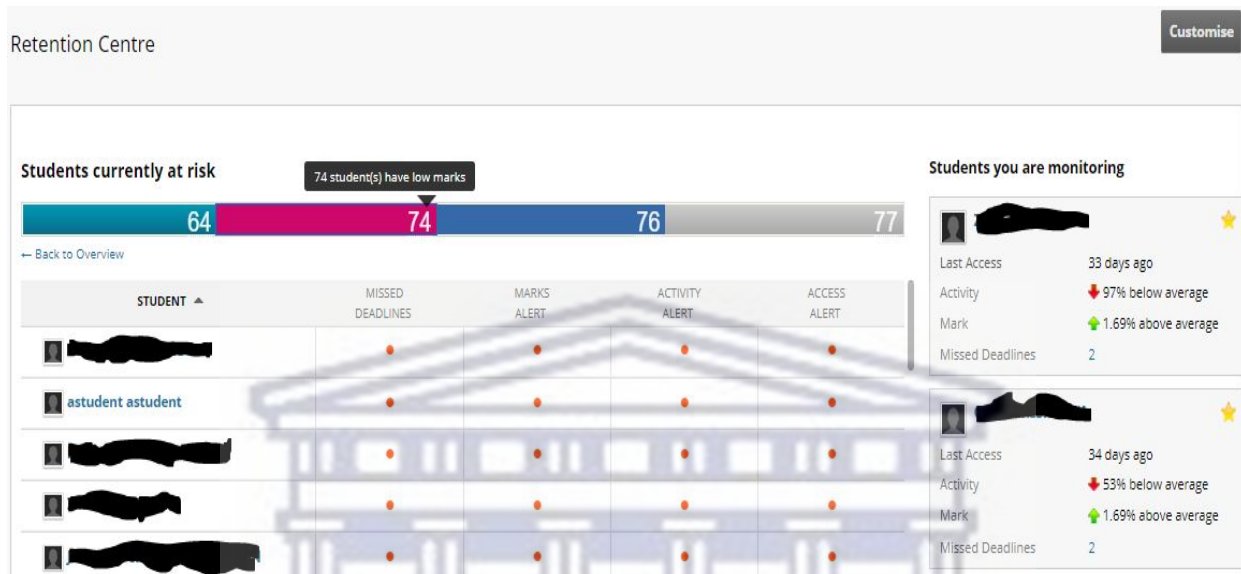 Customise
Retention Centre
Students currently at risk
74 student(s) have low marks
64 74 76 77
← Back to Overview
STUDENT MISSED DEADLINES MARKS ALERT ACTIVITY ALERT ACCESS ALERT
astudent astudent
Students you are monitoring
Last Access 33 days ago
Activity 97% below average
Mark 1.69% above average
Missed Deadlines 2
Last Access 34 days ago
Activity 53% below average
Mark 1.69% above average
Missed Deadlines 2